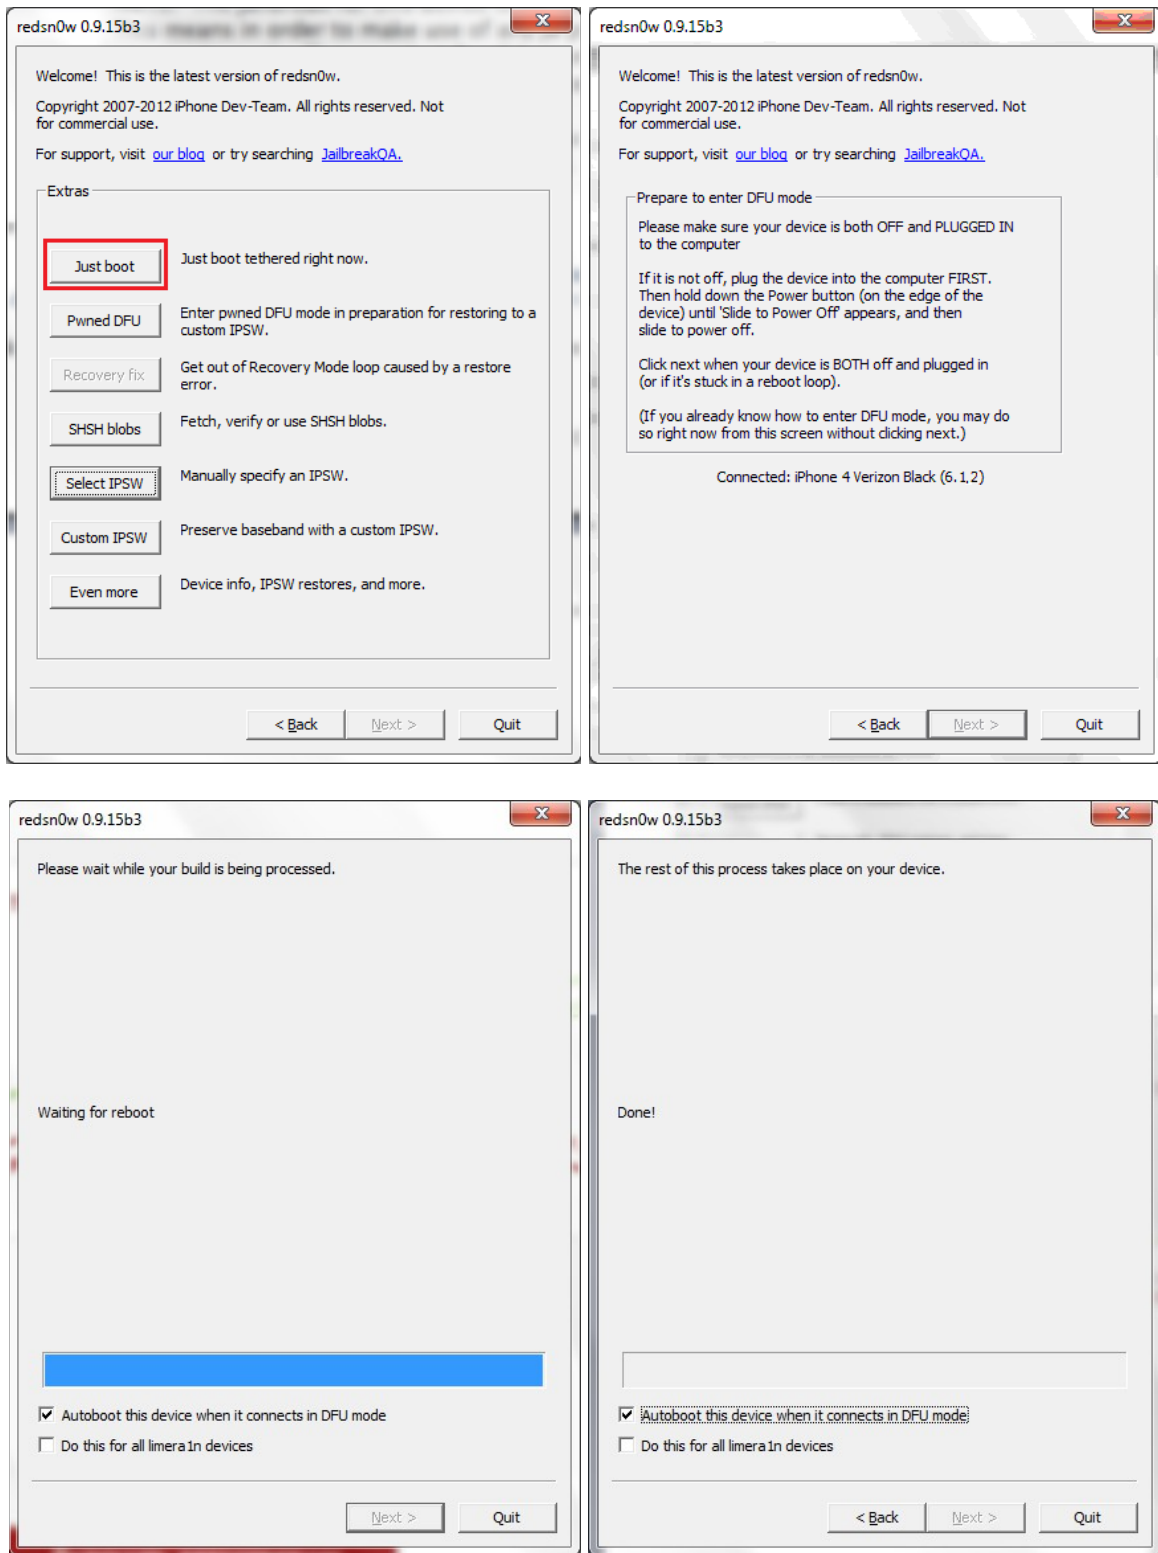 redsn0w 0.9.15b3
Welcome! This is the latest version of redsn0w.
Copyright 2007-2012 iPhone Dev-Team. All rights reserved. Not
for commercial use.
For support, visit our blog or try searching JailbreakQA.
Extras
Just boot
Just boot tethered right now.
Pwned DFU
Enter pwned DFU mode in preparation for restoring to a
custom IPSW.
Recovery fix
Get out of Recovery Mode loop caused by a restore
error.
SHSH blobs
Fetch, verify or use SHSH blobs.
Select IPSW
Manually specify an IPSW.
Custom IPSW
Preserve baseband with a custom IPSW.
Even more
Device info, IPSW restores, and more.
< Back
Next >
Quit
redsn0w 0.9.15b3
Welcome! This is the latest version of redsn0w.
Copyright 2007-2012 iPhone Dev-Team. All rights reserved. Not
for commercial use.
For support, visit our blog or try searching JailbreakQA.
Prepare to enter DFU mode
Please make sure your device is both OFF and PLUGGED IN
to the computer
If it is not off, plug the device into the computer FIRST.
Then hold down the Power button (on the edge of the
device) until 'Slide to Power Off' appears, and then
slide to power off.
Click next when your device is BOTH off and plugged in
(or if it's stuck in a reboot loop).
(If you already know how to enter DFU mode, you may do
so right now from this screen without clicking next.)
Connected: iPhone 4 Verizon Black (6.1.2)
< Back
Next >
Quit
redsn0w 0.9.15b3
Please wait while your build is being processed.
Waiting for reboot
Autoboot this device when it connects in DFU mode
Do this for all limera1n devices
Next >
Quit
redsn0w 0.9.15b3
The rest of this process takes place on your device.
Done!
Autoboot this device when it connects in DFU mode
Do this for all limera1n devices
< Back
Next >
Quit